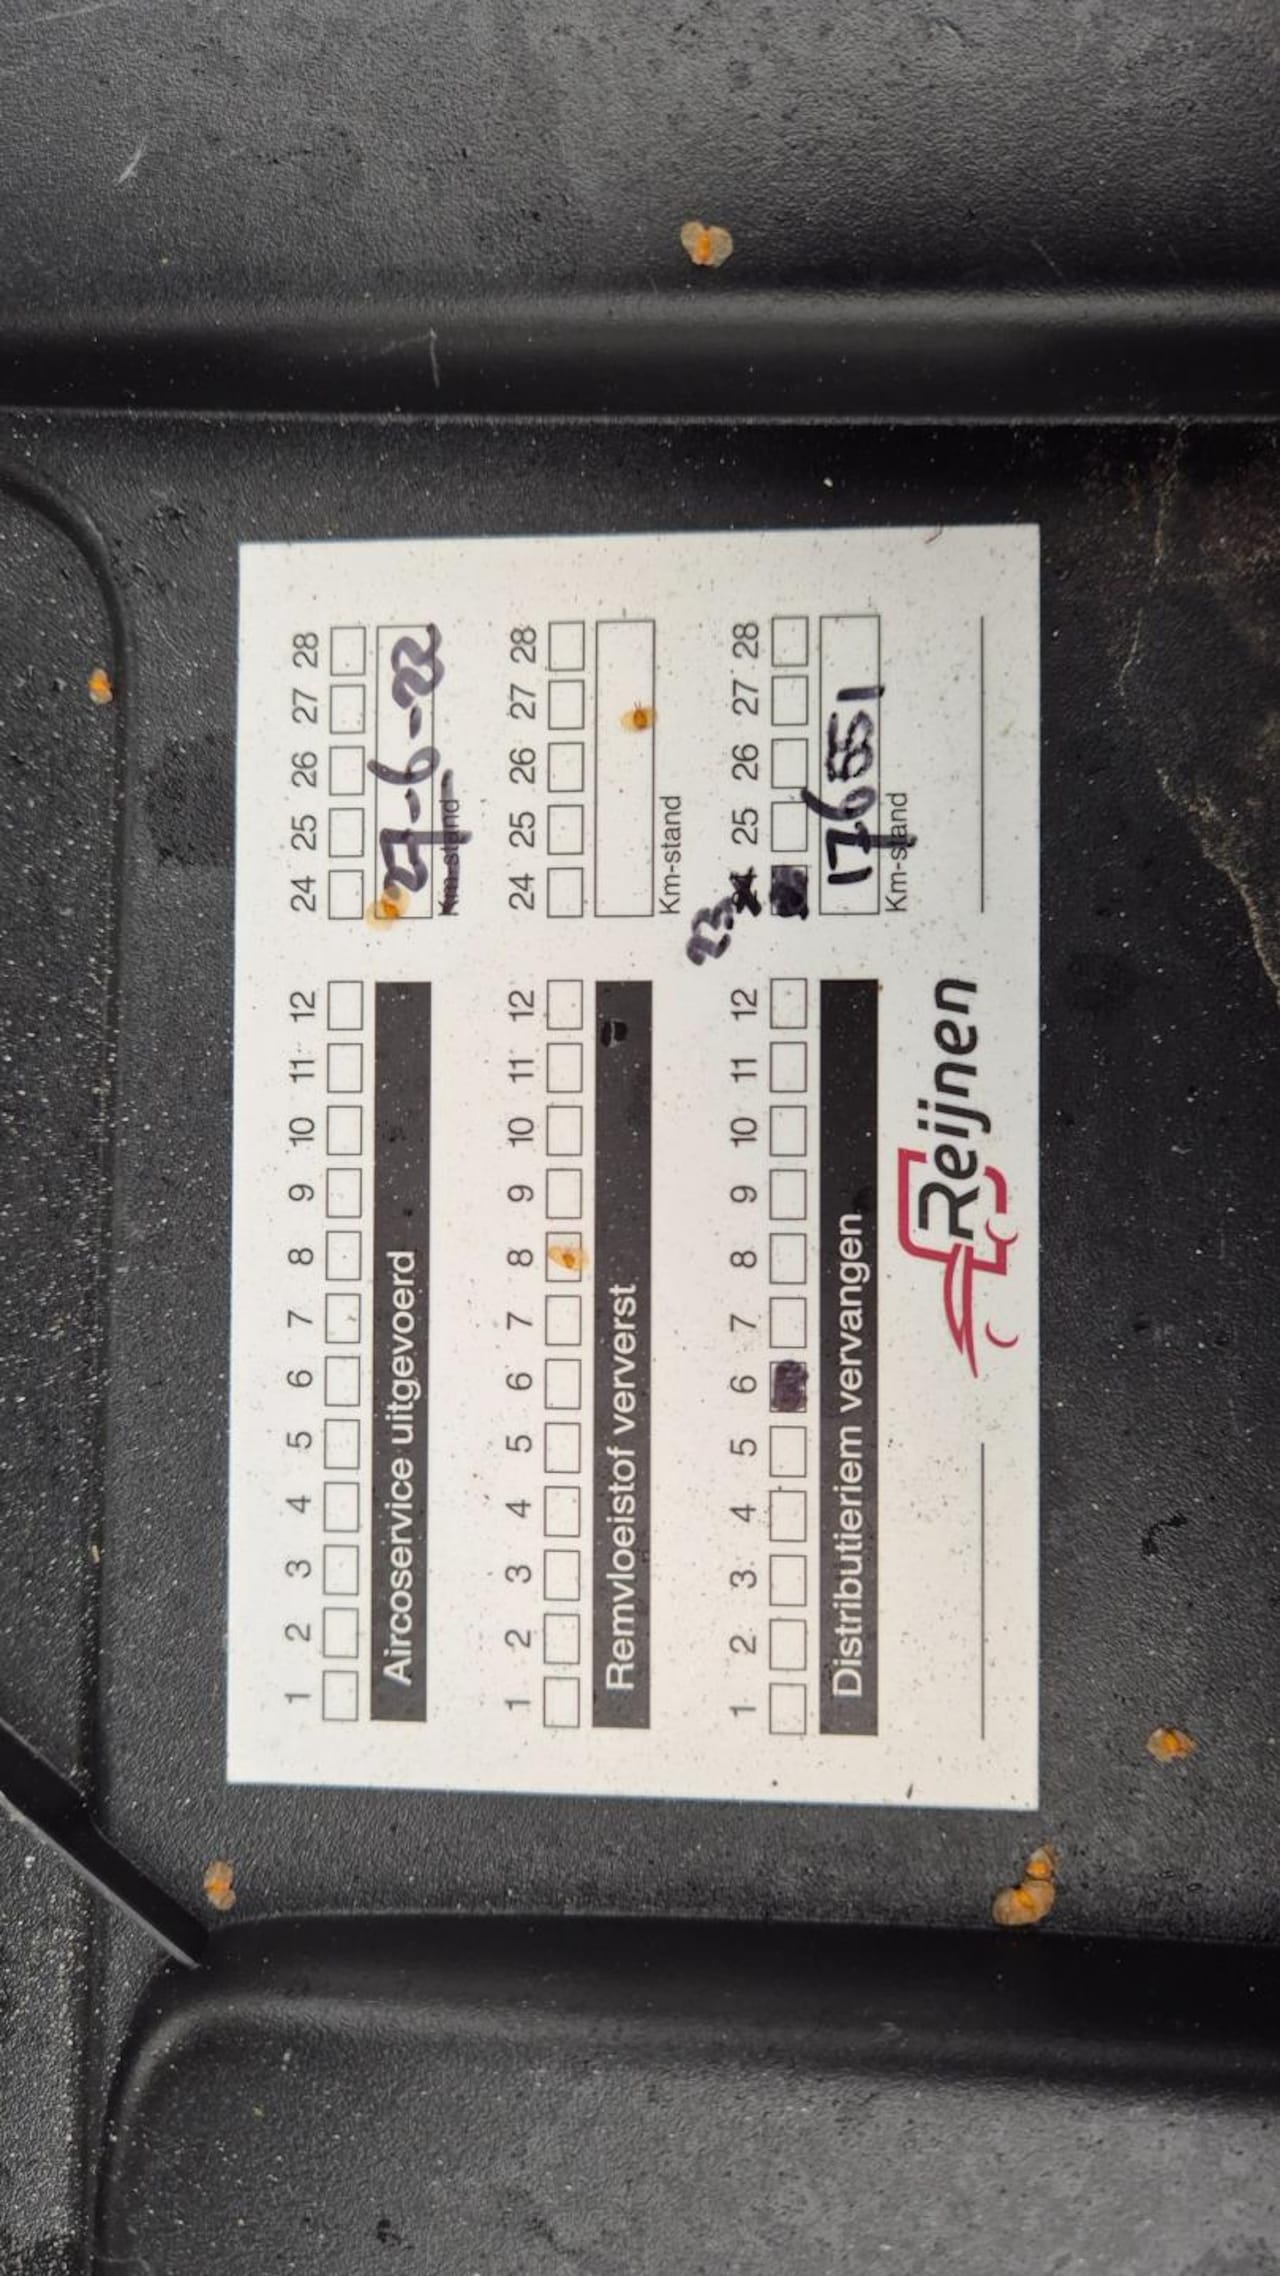 1 2 3 4 5 6 7 8 9 10 11 12 24 25 26 27 28
Aircoservice uitgevoerd 27-6-22
Km-stand
1 2 3 4 5 6 7 8 9 10 11 12 24 25 26 27 28
Remvloeistof ververst
Km-stand
23
1 2 3 4 5 6 7 8 9 10 11 12 25 26 27 28
Distributieriem vervangen 176551
Km-stand
Reijnen